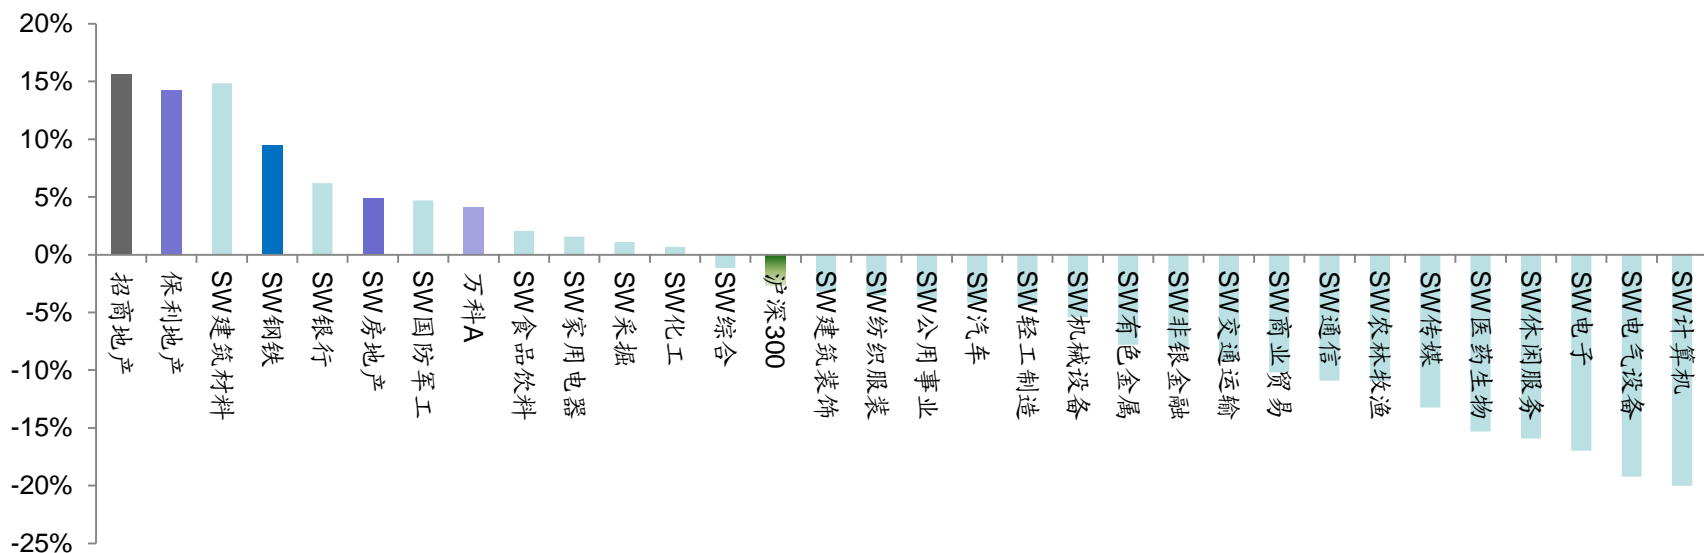 20%
15%
10%
5%
0%
-5%
-10%
-15%
-20%
-25%
招商地产
保利地产
SW建筑材料
SW钢铁
SW银行
SW房地产
SW国防军工
万科A
SW食品饮料
SW家用电器
SW采掘
SW化工
SW综合
沪深300
SW建筑装饰
SW纺织服装
SW公用事业
SW汽车
SW轻工制造
SW机械设备
SW有色金属
SW非银金融
SW交通运输
SW商业贸易
SW通信
SW农林牧渔
SW传媒
SW医药生物
SW休闲服务
SW电子
SW电气设备
SW计算机